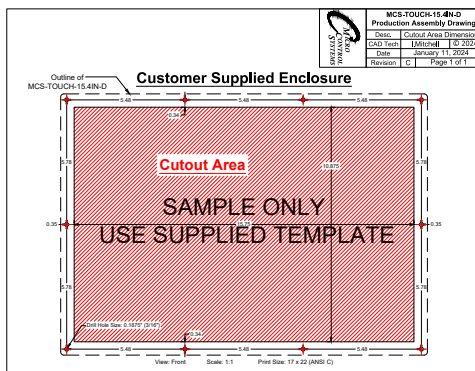 MICRO
CONTROL
SYSTEMS
MCS-TOUCH-15.4IN-D
Production Assembly Drawing
Desc. Cutout Area Dimension
CAD Tech I.Mitchell © 2024
Date January 11, 2024
Revision C Page 1 of 1
Outline of
MCS-TOUCH-15.4IN-D
Customer Supplied Enclosure
5.48 5.48 5.48
0.34
5.78 10.875 5.78
Cutout Area
SAMPLE ONLY
0.35 0.35
USE SUPPLIED TEMPLATE
5.78 5.78
Drill Hole Size: 0.1875" (3/16")
0.34
5.48 5.48 5.48
View: Front Scale: 1:1 Print Size: 17 x 22 (ANSI C)